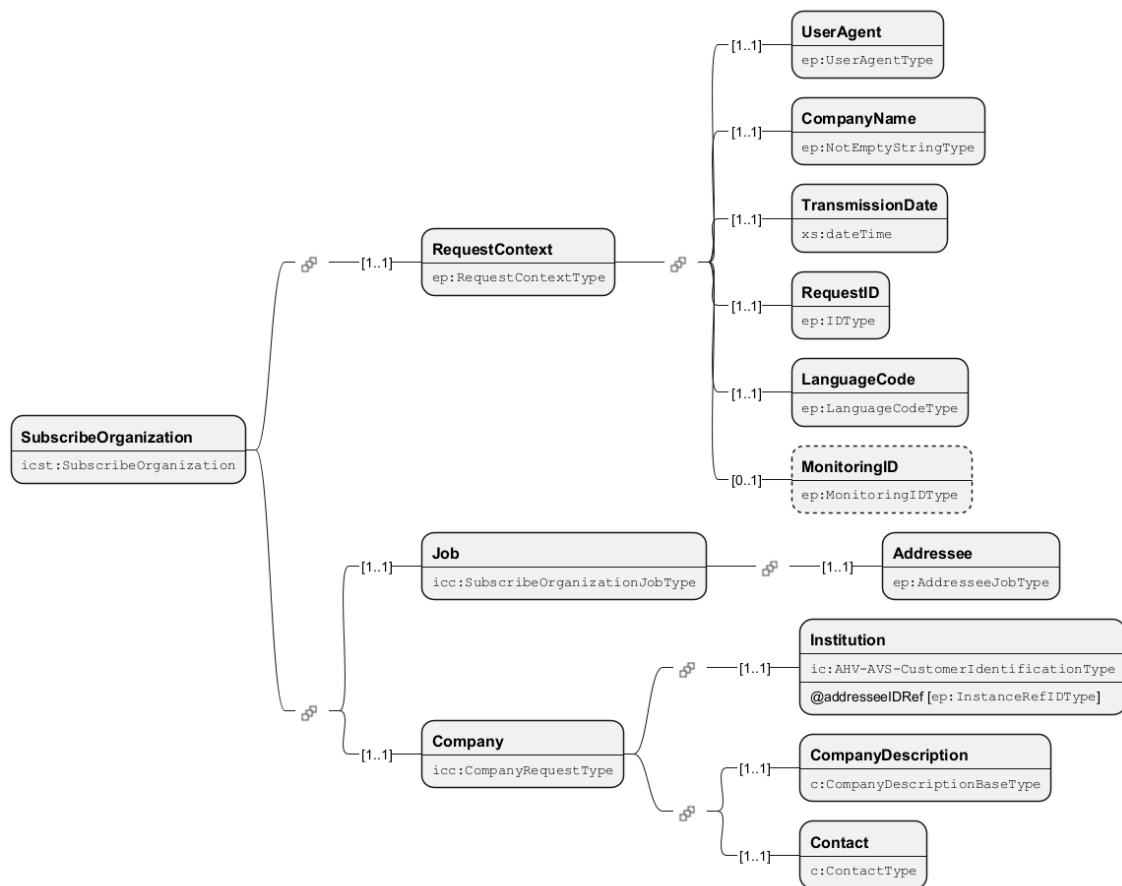 [1..1]
UserAgent
ep:UserAgentType
[1..1]
CompanyName
ep:NotEmptyStringType
[1..1]
TransmissionDate
xs:dateTime
[1..1]
RequestContext
ep:RequestContextType
[1..1]
RequestID
ep:IDType
[1..1]
LanguageCode
ep:LanguageCodeType
SubscribeOrganization
icst:SubscribeOrganization
[0..1]
MonitoringID
ep:MonitoringIDType
[1..1]
Job
icc:SubscribeOrganizationJobType
[1..1]
Addressee
ep:AddresseeJobType
[1..1]
Institution
ic:AHV-AVS-CustomerIdentificationType
@addresseeIDRef [ep:InstanceRefIDType]
[1..1]
Company
icc:CompanyRequestType
[1..1]
CompanyDescription
c:CompanyDescriptionBaseType
[1..1]
Contact
c:ContactType